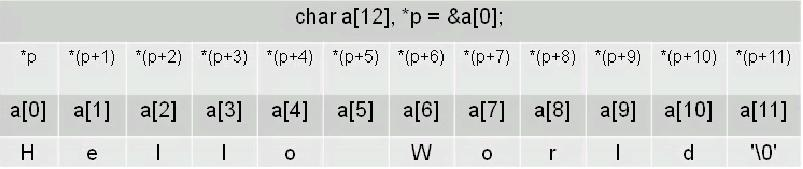 char a[12], *p = &a[0];
*p *(p+1) *(p+2) *(p+3) *(p+4) *(p+5) *(p+6) *(p+7) *(p+8) *(p+9) *(p+10) *(p+11)
a[0] a[1] a[2] a[3] a[4] a[5] a[6] a[7] a[8] a[9] a[10] a[11]
H e l l o W o r l d '\0'